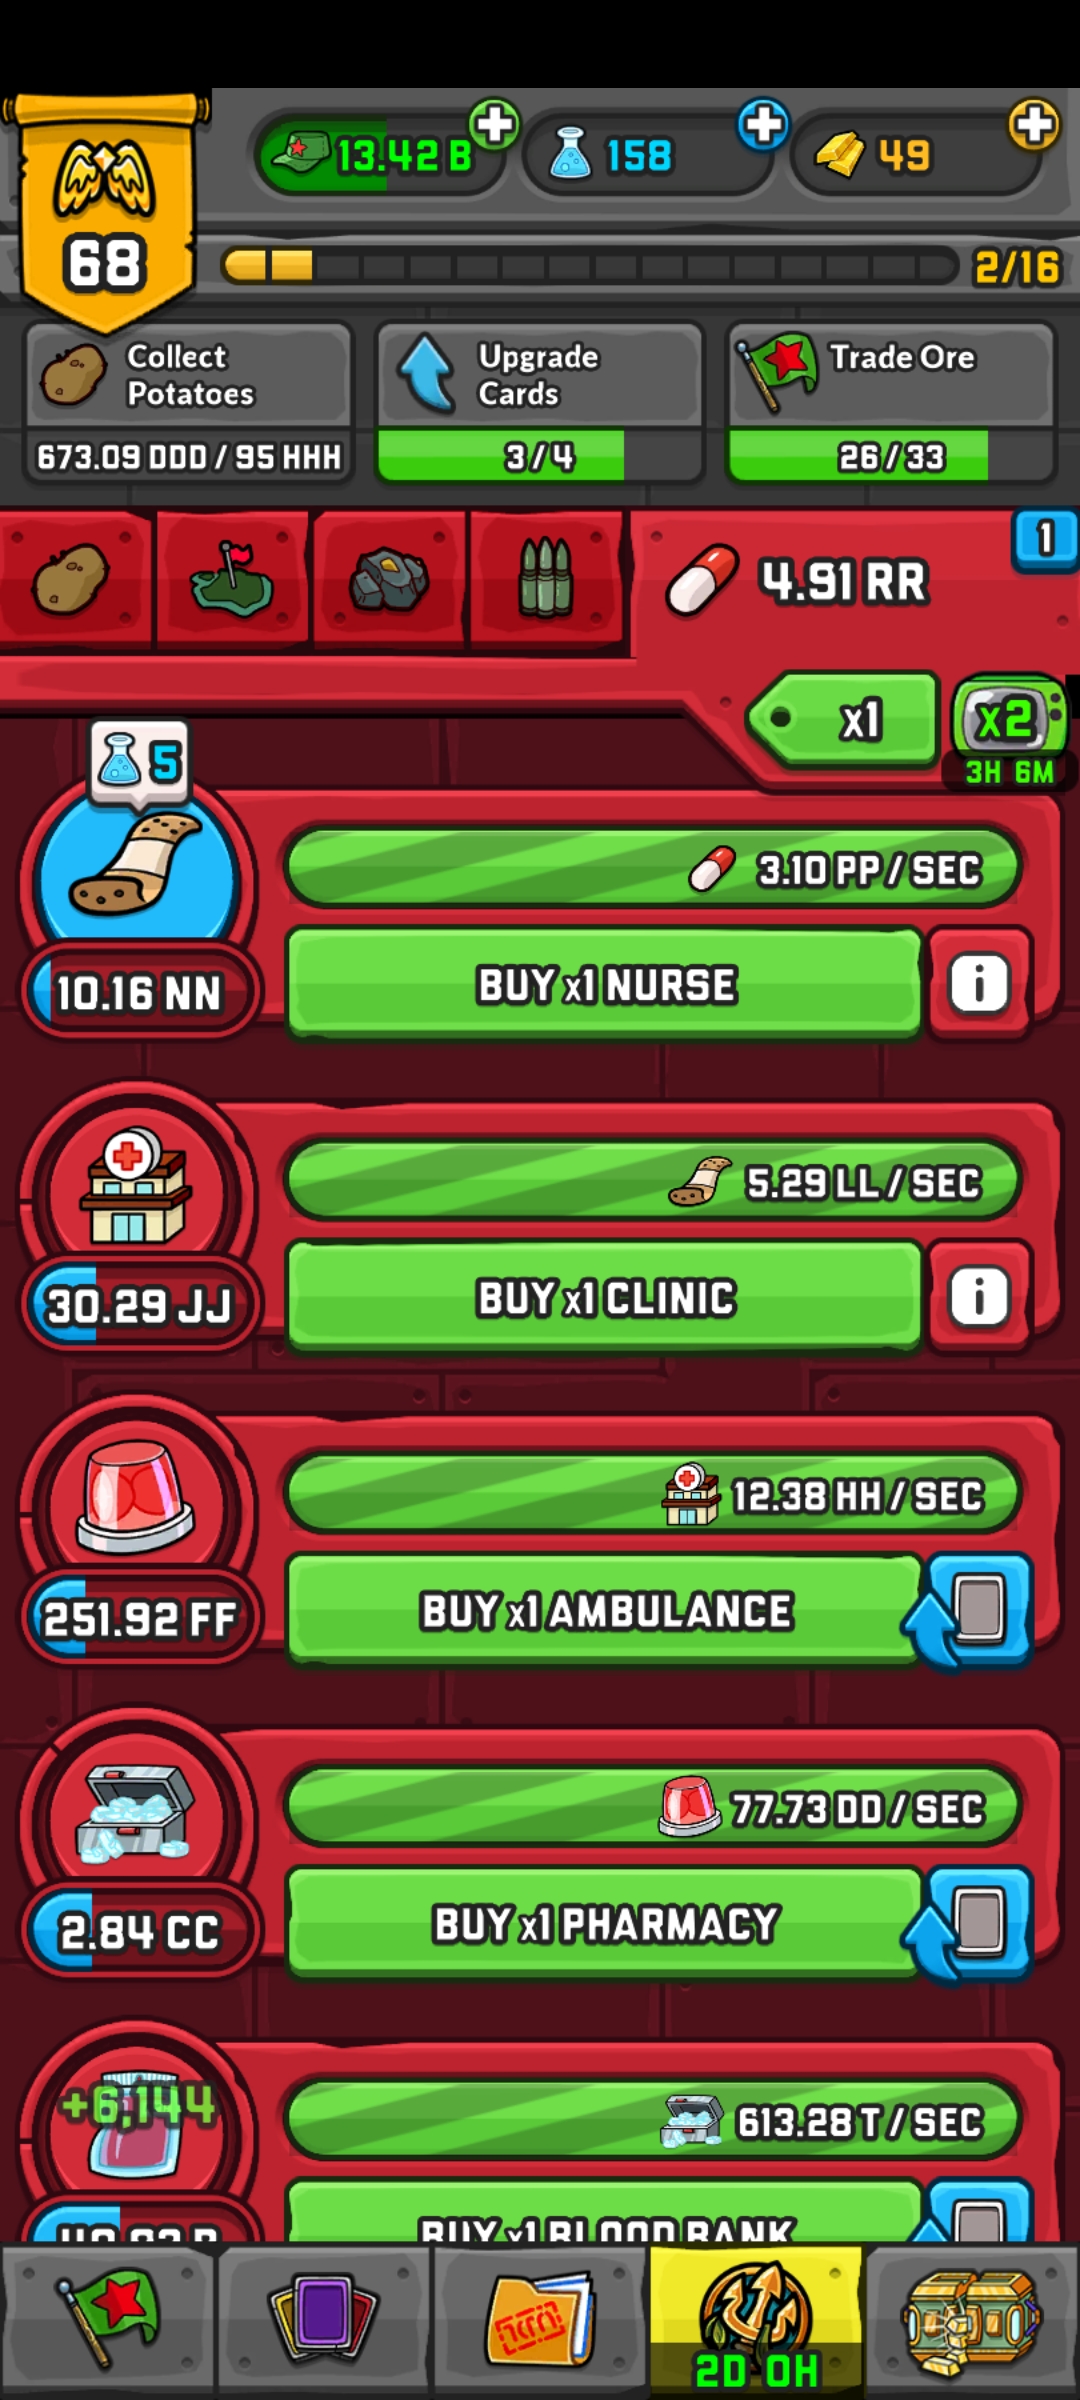 13.42 B
158
49
68
2/16
Collect
Potatoes
673.09 DDD / 95 HHH
Upgrade
Cards
3/4
Trade Ore
26/33
4.91 RR
1
x1
x2
3H 6M
5
3.10 PP / SEC
10.16 NN
BUY x1 NURSE
i
5.29 LL / SEC
30.29 JJ
BUY x1 CLINIC
i
12.38 HH / SEC
251.92 FF
BUY x1 AMBULANCE
77.73 DD / SEC
2.84 CC
BUY x1 PHARMACY
+6,144
613.28 T / SEC
BUY x1 BLOOD BANK
2D 0H